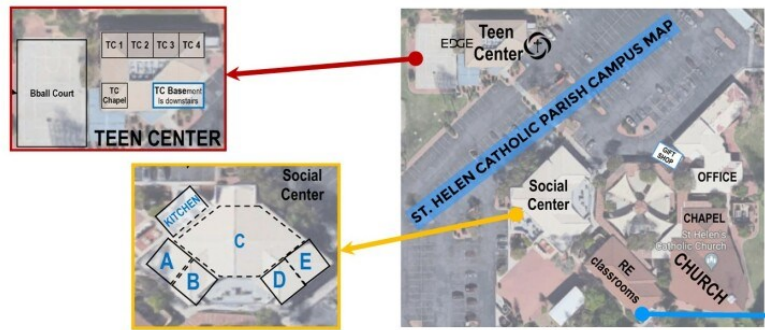 TC 1
TC 2
TC 3
TC 4
Bball Court
TC
Chapel
TC Basemont
Is downstairs
TEEN CENTER
Social
Center
KITCHEN
A
B
C
D
E
EDGE
Teen
Center
ST. HELEN CATHOLIC PARISH CAMPUS MAP
GIFT
SHOP
OFFICE
Social
Center
CHAPEL
St Helen's
Catholic Church
CHURCH
RE
classrooms